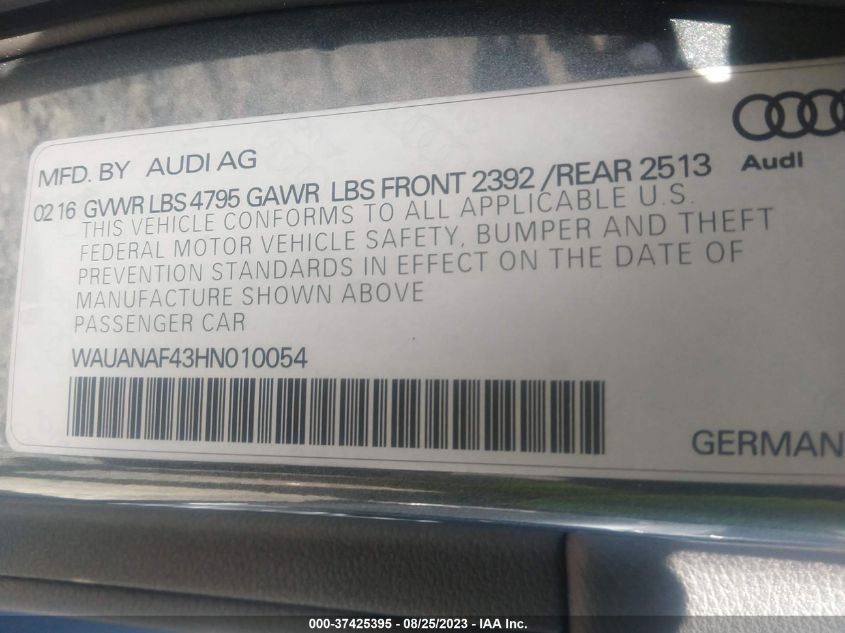 MFD. BY AUDI AG
Audi
02 16 GVWR LBS 4795 GAWR LBS FRONT 2392 /REAR 2513
THIS VEHICLE CONFORMS TO ALL APPLICABLE U.S.
FEDERAL MOTOR VEHICLE SAFETY, BUMPER AND THEFT
PREVENTION STANDARDS IN EFFECT ON THE DATE OF
MANUFACTURE SHOWN ABOVE
PASSENGER CAR
WAUANAF43HN010054
GERMAN
000-37425395 - 08/25/2023 - IAA Inc.